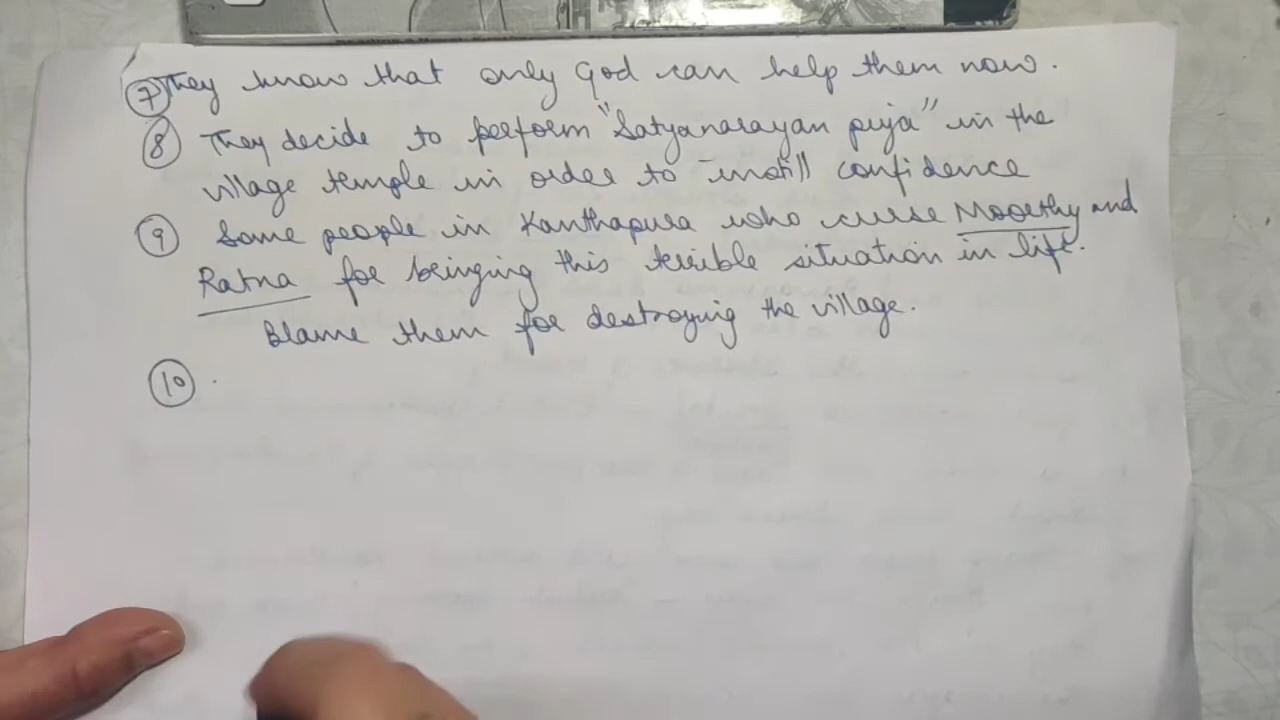 ⑦ They know that only God can help them now.
⑧ They decide to perform "Satyanarayan puja" in the
village temple in order to instill confidence
⑨ Some people in Kanthapura who curse Moorthy and
Ratna for bringing this terrible situation in life.
Blame them for destroying the village.
⑩ .